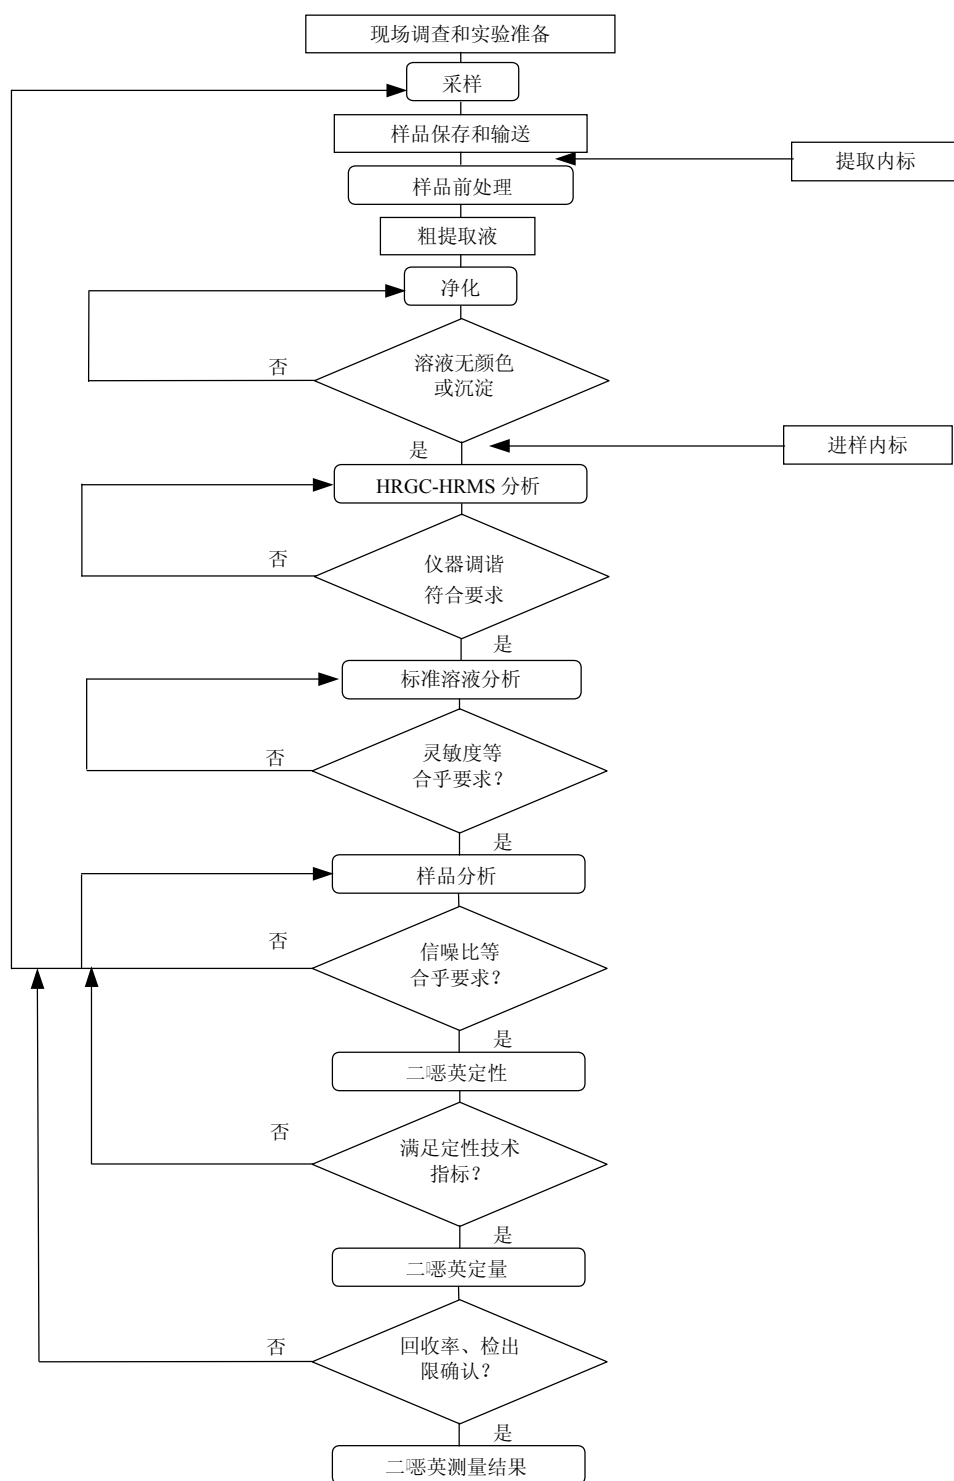 现场调查和实验准备
采样
样品保存和输送
提取内标
样品前处理
粗提取液
净化
否
溶液无颜色
或沉淀
是
进样内标
HRGC-HRMS 分析
否
仪器调谐
符合要求
是
标准溶液分析
否
灵敏度等
合乎要求?
是
样品分析
否
信噪比等
合乎要求?
是
二噁英定性
否
满足定性技术
指标?
是
二噁英定量
否
回收率、检出
限确认?
是
二噁英测量结果